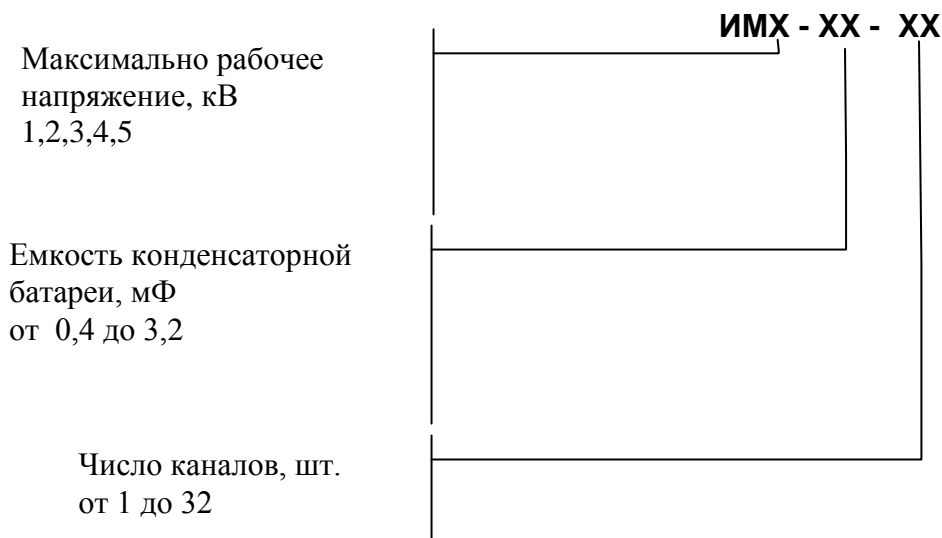 ИМХ - ХХ - ХХ
Максимально рабочее
напряжение, кВ
1,2,3,4,5
Емкость конденсаторной
батареи, мФ
от 0,4 до 3,2
Число каналов, шт.
от 1 до 32